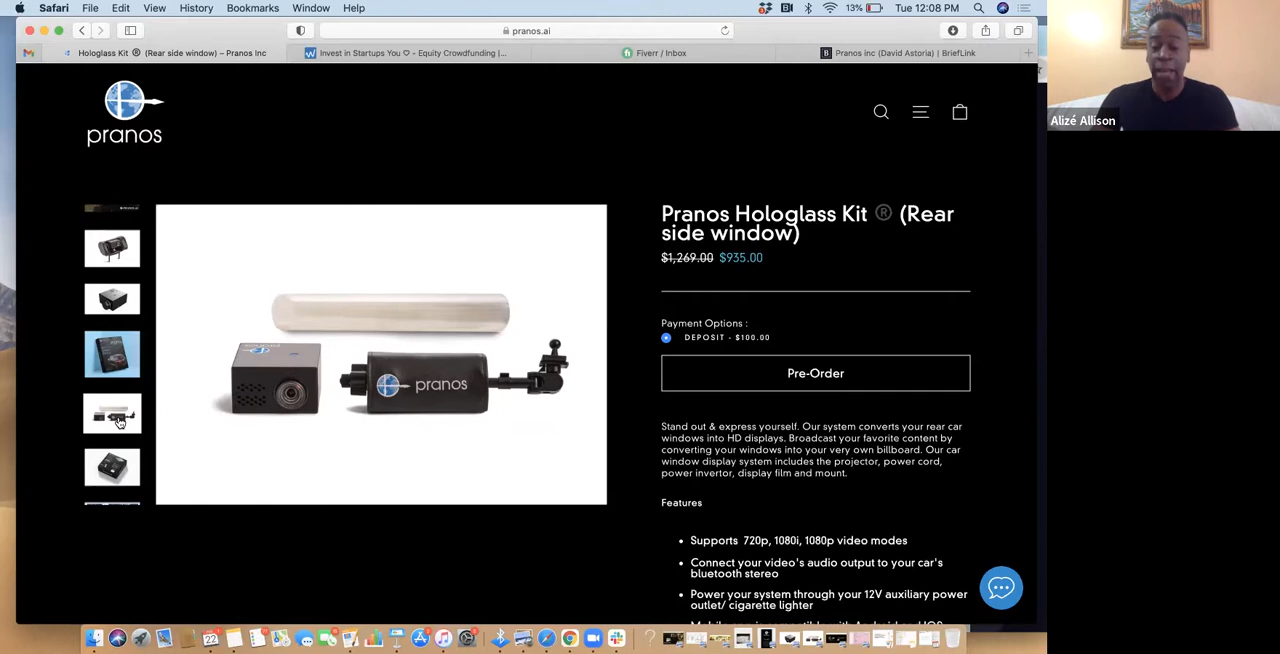 Safari File Edit View History Bookmarks Window Help
13% Tue 12:08 PM
pranos.ai
Hologlass Kit ® (Rear side window) – Pranos Inc
Invest in Startups You ♡ - Equity Crowdfunding |...
Fiverr / Inbox
Pranos inc (David Astoria) | BriefLink
pranos
Alizé Allison
Pranos Hologlass Kit ® (Rear
side window)
$1,269.00 $935.00
Payment Options :
DEPOSIT - $100.00
Pre-Order
pranos
Stand out & express yourself. Our system converts your rear car
windows into HD displays. Broadcast your favorite content by
converting your windows into your very own billboard. Our car
window display system includes the projector, power cord,
power invertor, display film and mount.
Features
• Supports 720p, 1080i, 1080p video modes
• Connect your video's audio output to your car's
bluetooth stereo
• Power your system through your 12V auxiliary power
outlet/ cigarette lighter
22